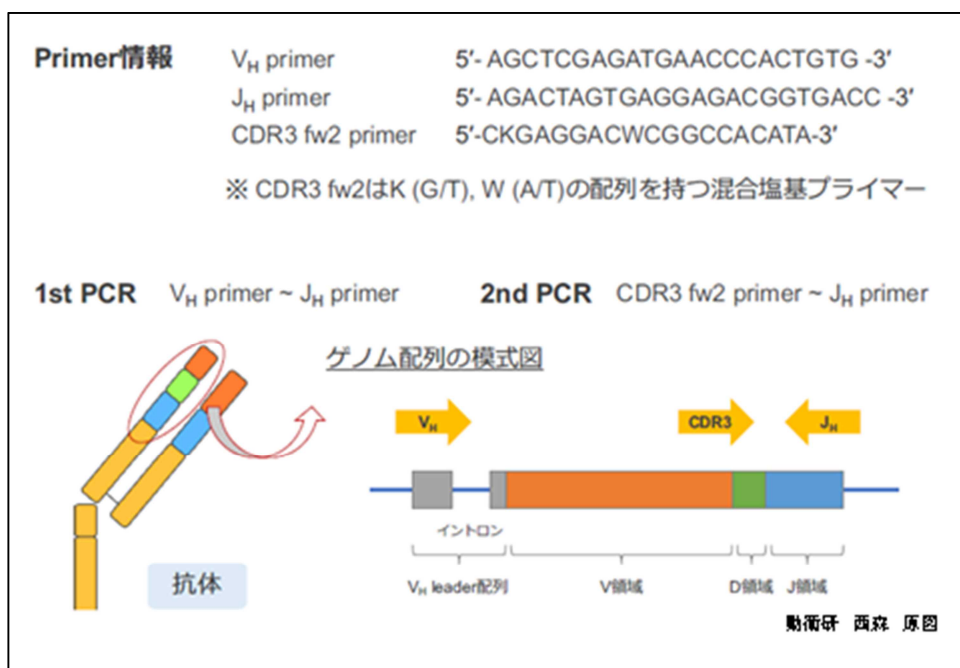 Primer情報 VH primer 5′- AGCTCGAGATGAACCCACTGTG -3′
JH primer 5′- AGACTAGTGAGGAGACGGTGACC -3′
CDR3 fw2 primer 5′-CKGAGGACWCGGCCACATA-3′
※ CDR3 fw2はK (G/T), W (A/T)の配列を持つ混合塩基プライマー
1st PCR VH primer ~ JH primer 2nd PCR CDR3 fw2 primer ~ JH primer
ゲノム配列の模式図
VH CDR3 JH
イントロン
VH leader配列 V領域 D領域 J領域
抗体
動衛研 西森 原図